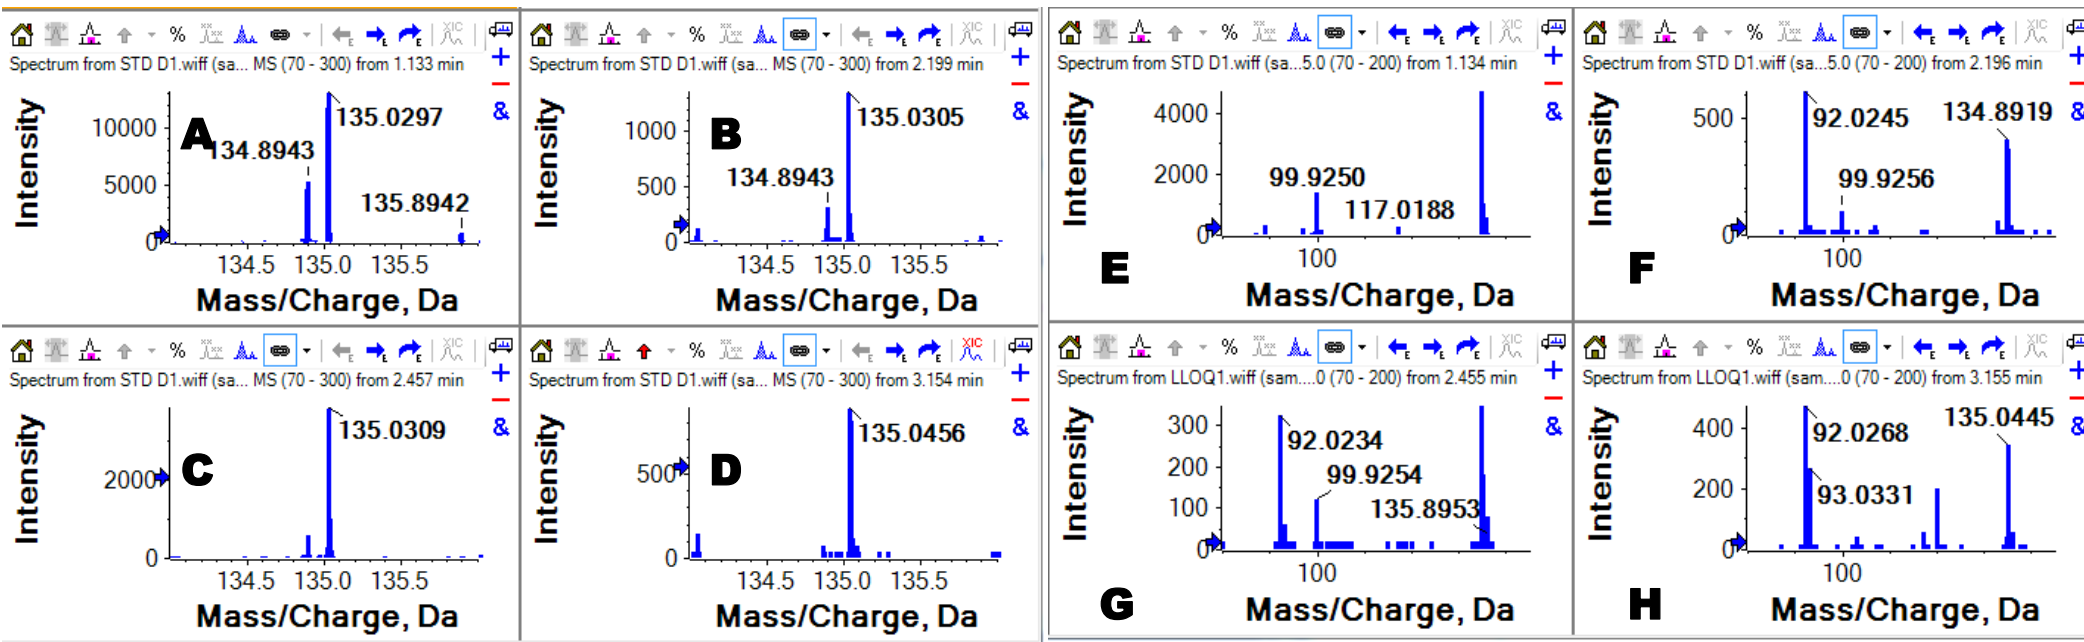 % XIC
Spectrum from STD D1.wiff (sa... MS (70 - 300) from 1.133 min
Intensity
10000
5000
0
A
134.8943
135.0297
135.8942
134.5 135.0 135.5
Mass/Charge, Da
+
&
% XIC
Spectrum from STD D1.wiff (sa... MS (70 - 300) from 2.199 min
Intensity
1000
500
0
B
134.8943
135.0305
134.5 135.0 135.5
Mass/Charge, Da
+
&
% XIC
Spectrum from STD D1.wiff (sa...5.0 (70 - 200) from 1.134 min
Intensity
4000
2000
0
99.9250
117.0188
100
E
Mass/Charge, Da
+
&
% XIC
Spectrum from STD D1.wiff (sa...5.0 (70 - 200) from 2.196 min
Intensity
500
0
92.0245
134.8919
99.9256
100
F
Mass/Charge, Da
+
&
% XIC
Spectrum from STD D1.wiff (sa... MS (70 - 300) from 2.457 min
Intensity
2000
0
C
135.0309
134.5 135.0 135.5
Mass/Charge, Da
+
&
% XIC
Spectrum from STD D1.wiff (sa... MS (70 - 300) from 3.154 min
Intensity
500
0
D
135.0456
134.5 135.0 135.5
Mass/Charge, Da
+
&
% XIC
Spectrum from LLOQ1.wiff (sam....0 (70 - 200) from 2.455 min
Intensity
300
200
100
0
92.0234
99.9254
135.8953
100
G
Mass/Charge, Da
+
&
% XIC
Spectrum from LLOQ1.wiff (sam....0 (70 - 200) from 3.155 min
Intensity
400
200
0
92.0268
135.0445
93.0331
100
H
Mass/Charge, Da
+
&